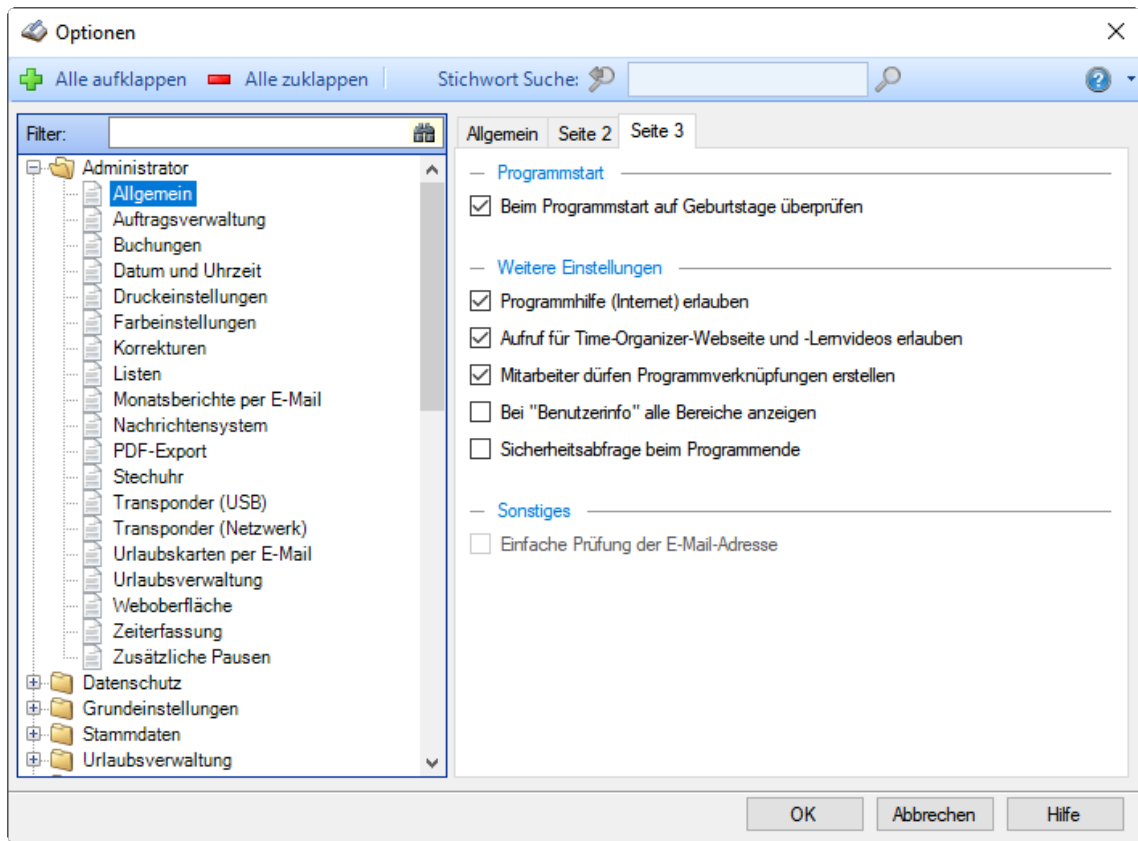 Optionen
Alle aufklappen Alle zuklappen Stichwort Suche:
Filter:
Administrator
Allgemein
Auftragsverwaltung
Buchungen
Datum und Uhrzeit
Druckeinstellungen
Farbeinstellungen
Korrekturen
Listen
Monatsberichte per E-Mail
Nachrichtensystem
PDF-Export
Stechuhr
Transponder (USB)
Transponder (Netzwerk)
Urlaubskarten per E-Mail
Urlaubsverwaltung
Weboberfläche
Zeiterfassung
Zusätzliche Pausen
Datenschutz
Grundeinstellungen
Stammdaten
Urlaubsverwaltung
Allgemein Seite 2 Seite 3
Programmstart
Beim Programmstart auf Geburtstage überprüfen
Weitere Einstellungen
Programmhilfe (Internet) erlauben
Aufruf für Time-Organizer-Webseite und -Lernvideos erlauben
Mitarbeiter dürfen Programmverknüpfungen erstellen
Bei "Benutzerinfo" alle Bereiche anzeigen
Sicherheitsabfrage beim Programmende
Sonstiges
Einfache Prüfung der E-Mail-Adresse
OK Abbrechen Hilfe